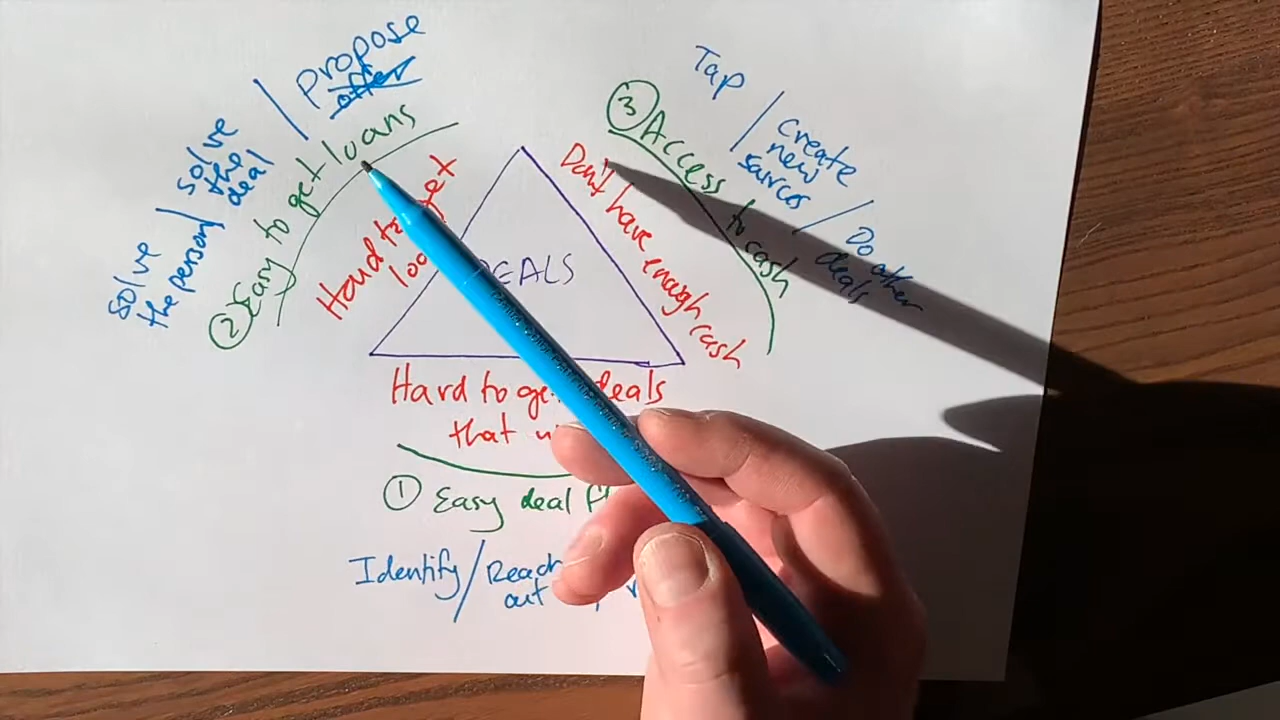 Propose
offer
solve
the
deal
solve
the person
② Easy to get loans
Hard to get
Tap
create
new
saurces
Do other
deals
③ Access to cash
Don't have enough cash
DEALS
Hard to get deals
that
① Easy deal
Identify / Reach
out